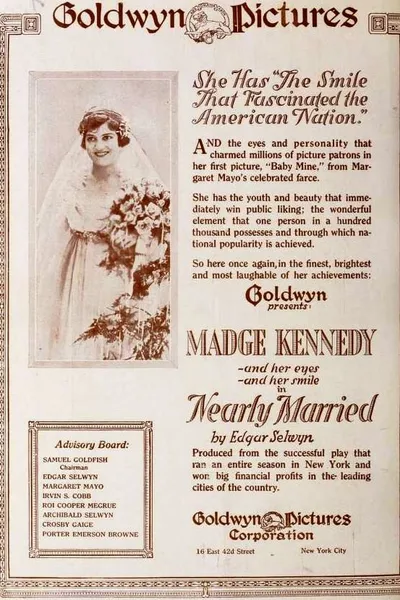 Goldwyn Pictures
She Has "The Smile
That Fascinated the
American Nation."
AND the eyes and personality that
charmed millions of picture patrons in
her first picture, "Baby Mine," from Mar-
garet Mayo's celebrated farce.
She has the youth and beauty that imme-
diately win public liking; the wonderful
element that one person in a hundred
thousand possesses and through which na-
tional popularity is achieved.
So here once again, in the finest, brightest
and most laughable of her achievements:
Goldwyn
presents:
MADGE KENNEDY
-and her eyes
-and her smile
in
Nearly Married
by Edgar Selwyn
Produced from the successful play that
ran an entire season in New York and
won big financial profits in the leading
cities of the country.
Goldwyn Pictures
Corporation
16 East 42d Street New York City
Advisory Board:
SAMUEL GOLDFISH
Chairman
EDGAR SELWYN
MARGARET MAYO
IRVIN S. COBB
ROI COOPER MEGRUE
ARCHIBALD SELWYN
CROSBY GAIGE
PORTER EMERSON BROWNE